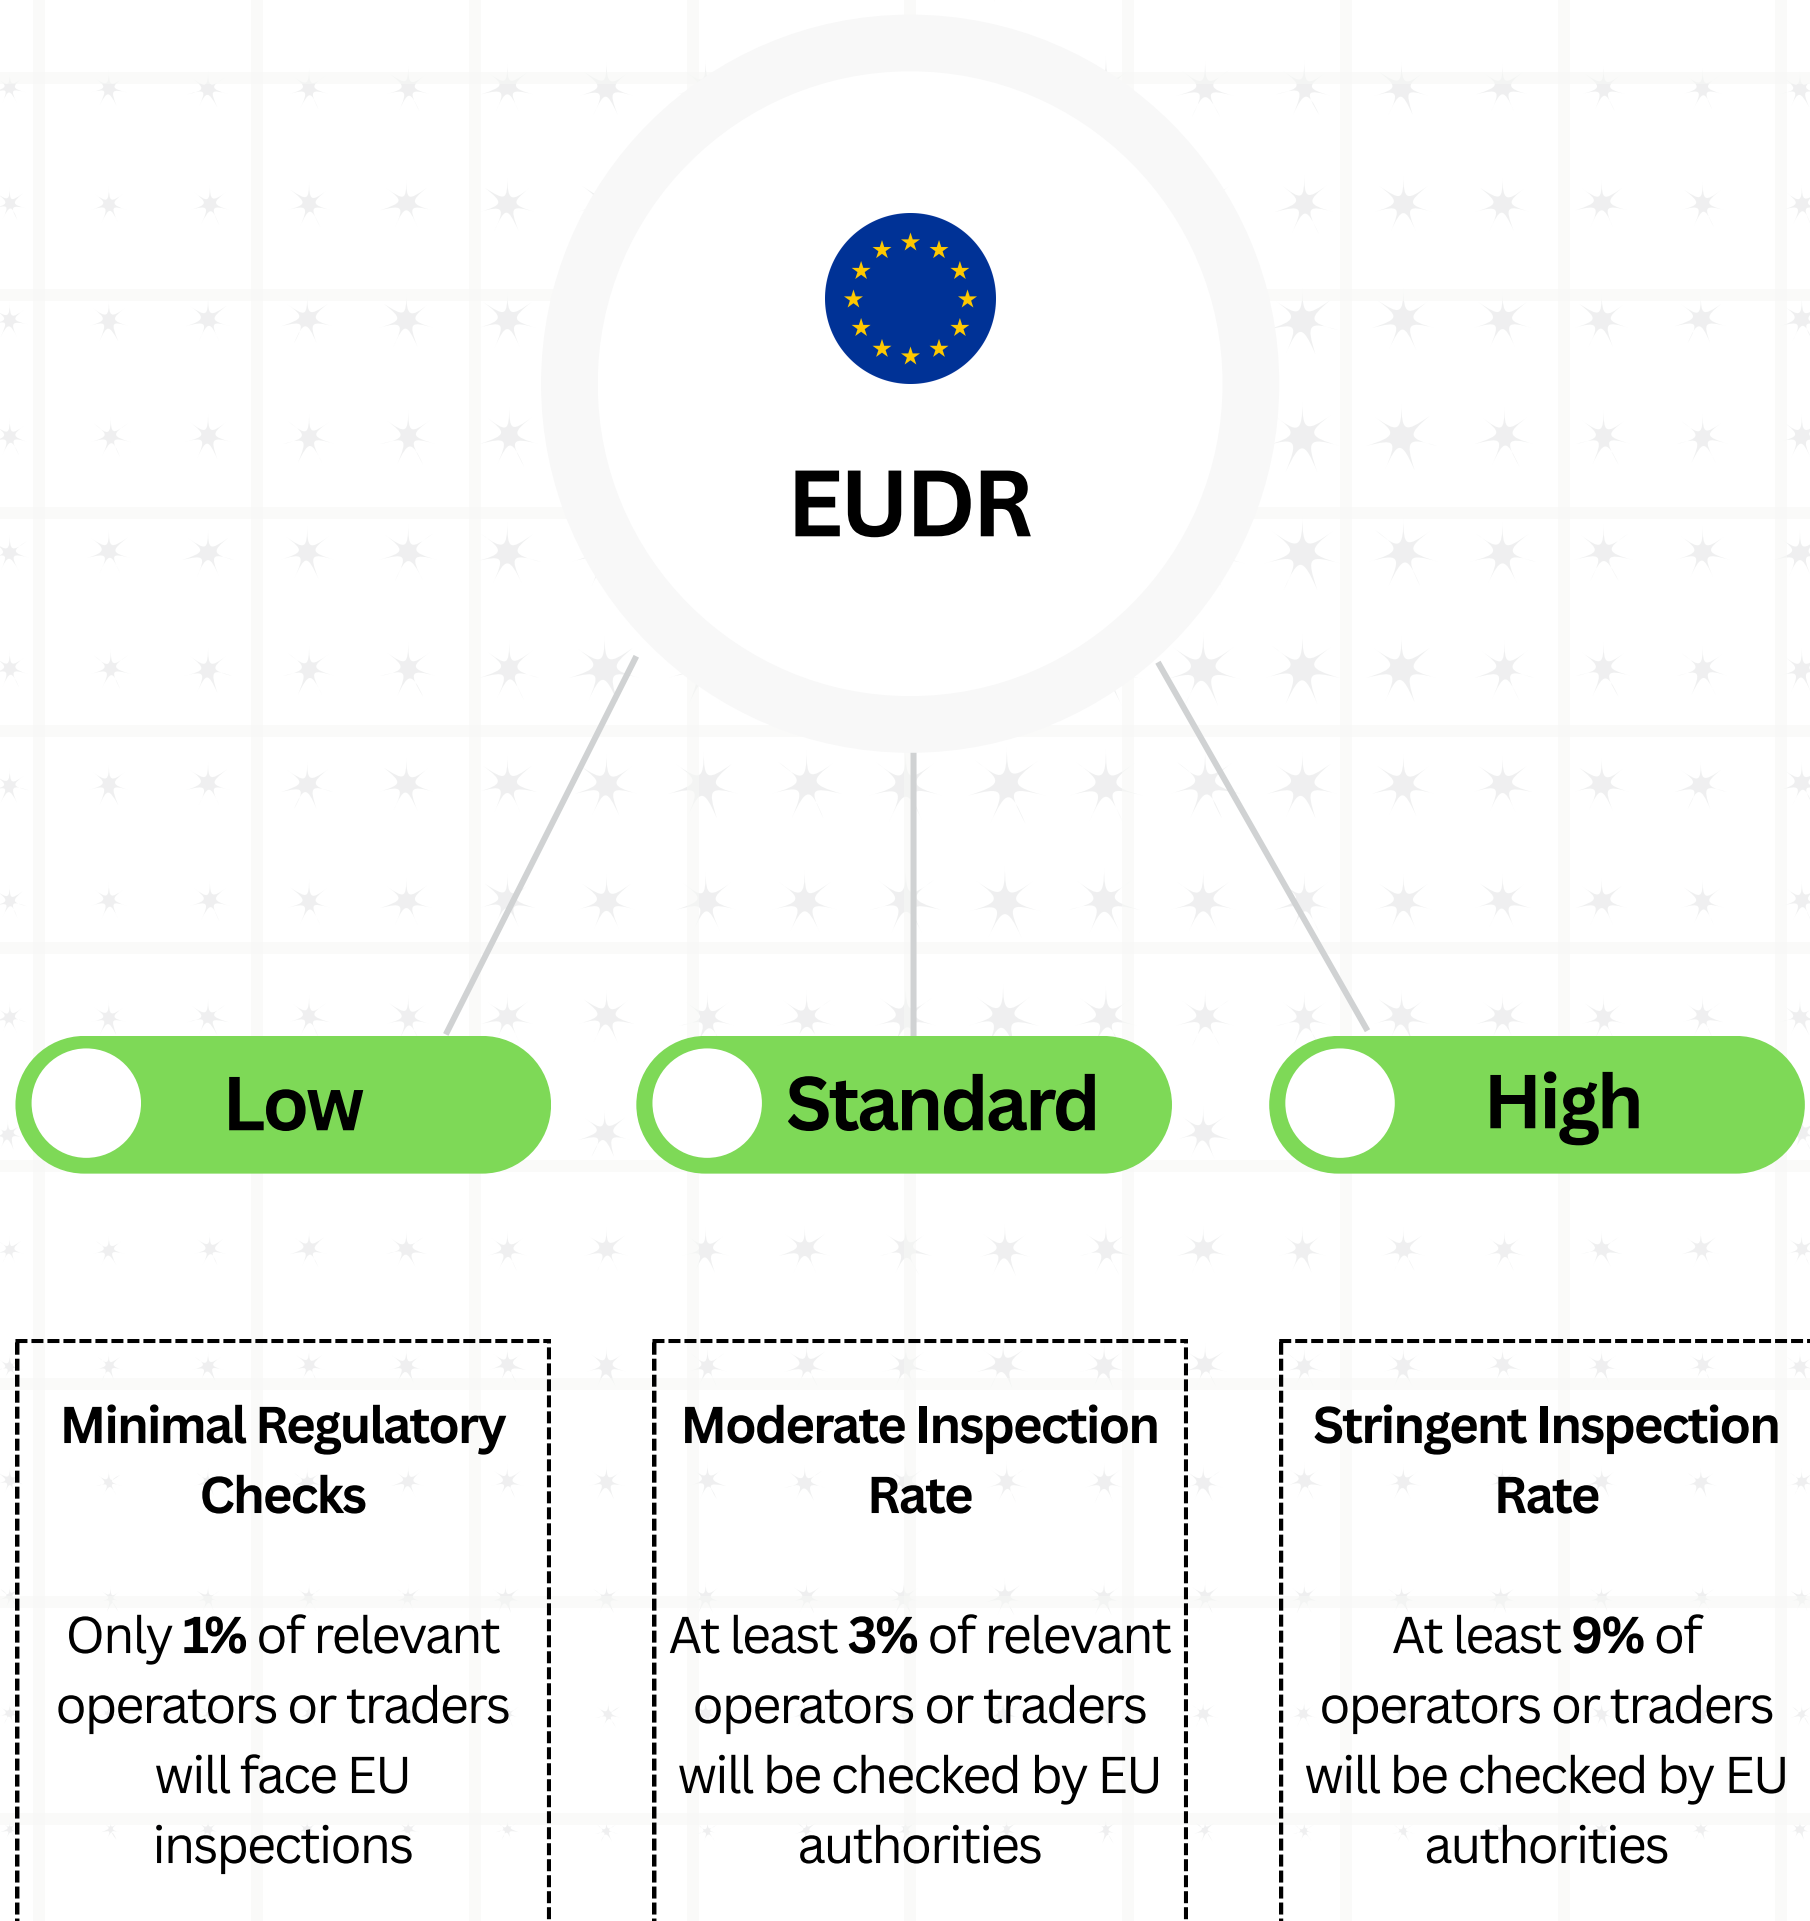 EUDR
Low
Standard
High
Minimal Regulatory
Checks
Only 1% of relevant
operators or traders
will face EU
inspections
Moderate Inspection
Rate
At least 3% of relevant
operators or traders
will be checked by EU
authorities
Stringent Inspection
Rate
At least 9% of
operators or traders
will be checked by EU
authorities